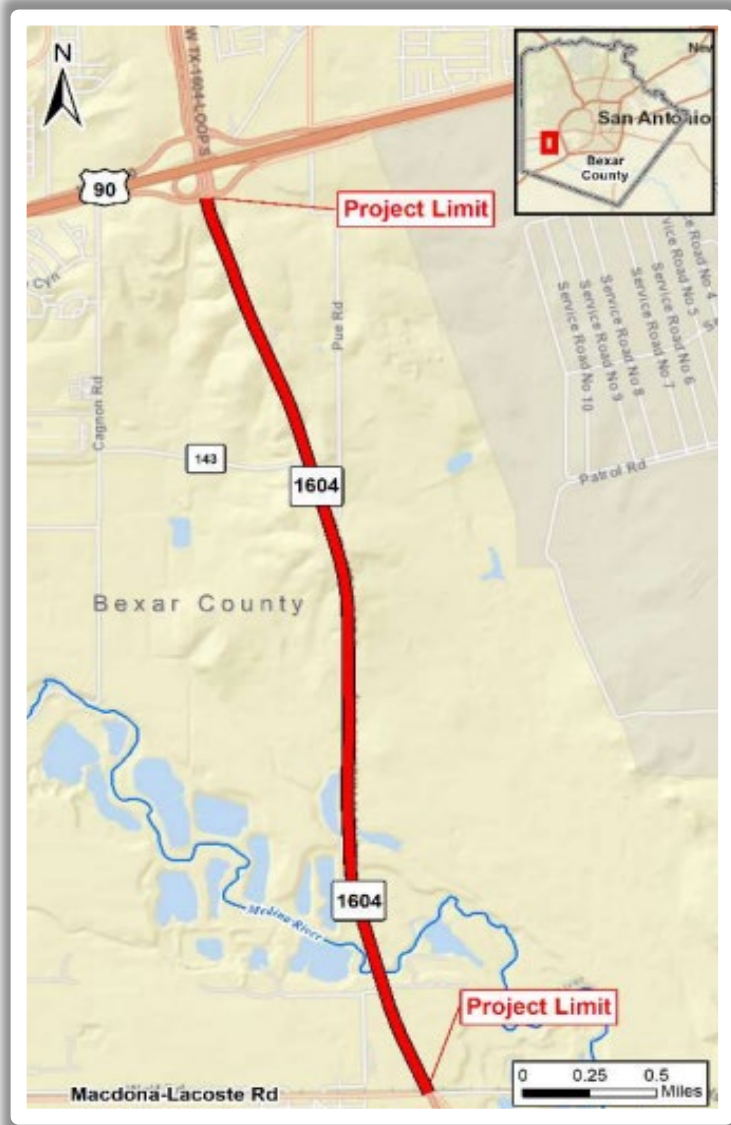 N
W TX-1604-LOOP S
New
San Antonio
Bexar
County
90
Project Limit
Cyn
Pue Rd
Cagnon Rd
Service Road No 4
Service Road No 5
Service Road No 6
Service Road No 7
Service Road No 8
Service Road No 9
Service Road No 10
143
1604
Patrol Rd
Bexar County
1604
Medina River
Project Limit
Macdona-Lacoste Rd
0 0.25 0.5
Miles